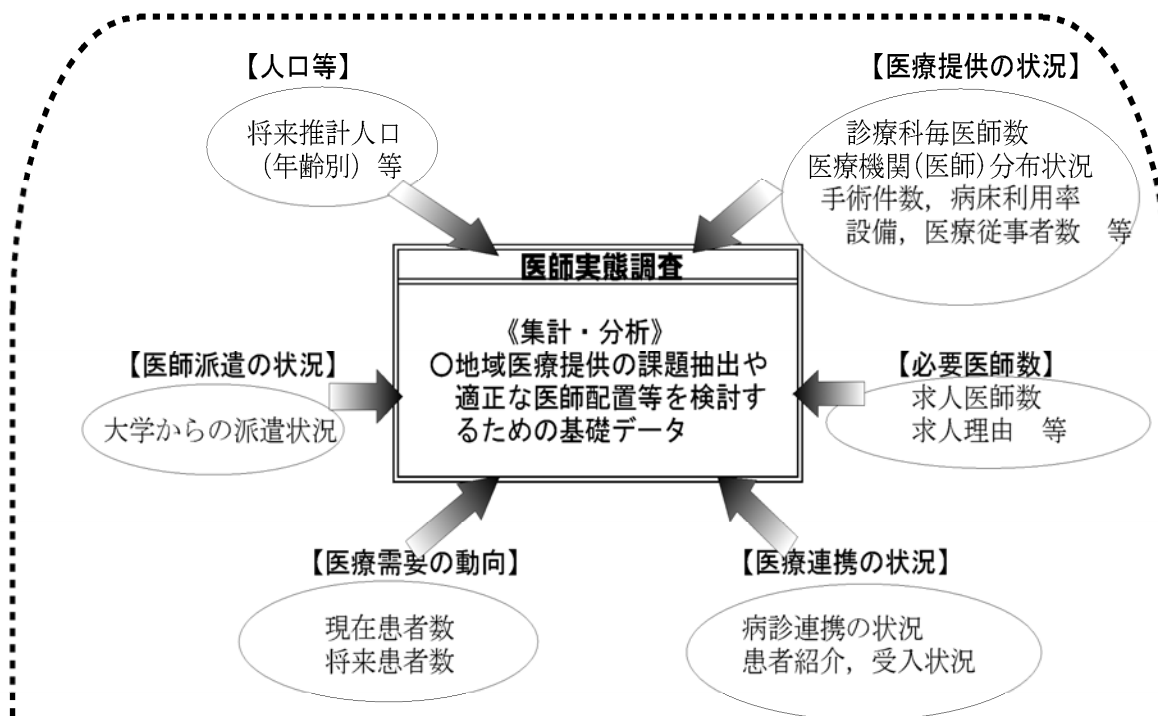 【人口等】
将来推計人口
（年齢別）等
【医療提供の状況】
診療科毎医師数
医療機関(医師)分布状況
手術件数，病床利用率
設備，医療従事者数　等
医師実態調査
《集計・分析》
〇地域医療提供の課題抽出や
適正な医師配置等を検討す
るための基礎データ
【医師派遣の状況】
大学からの派遣状況
【必要医師数】
求人医師数
求人理由　等
【医療需要の動向】
現在患者数
将来患者数
【医療連携の状況】
病診連携の状況
患者紹介，受入状況